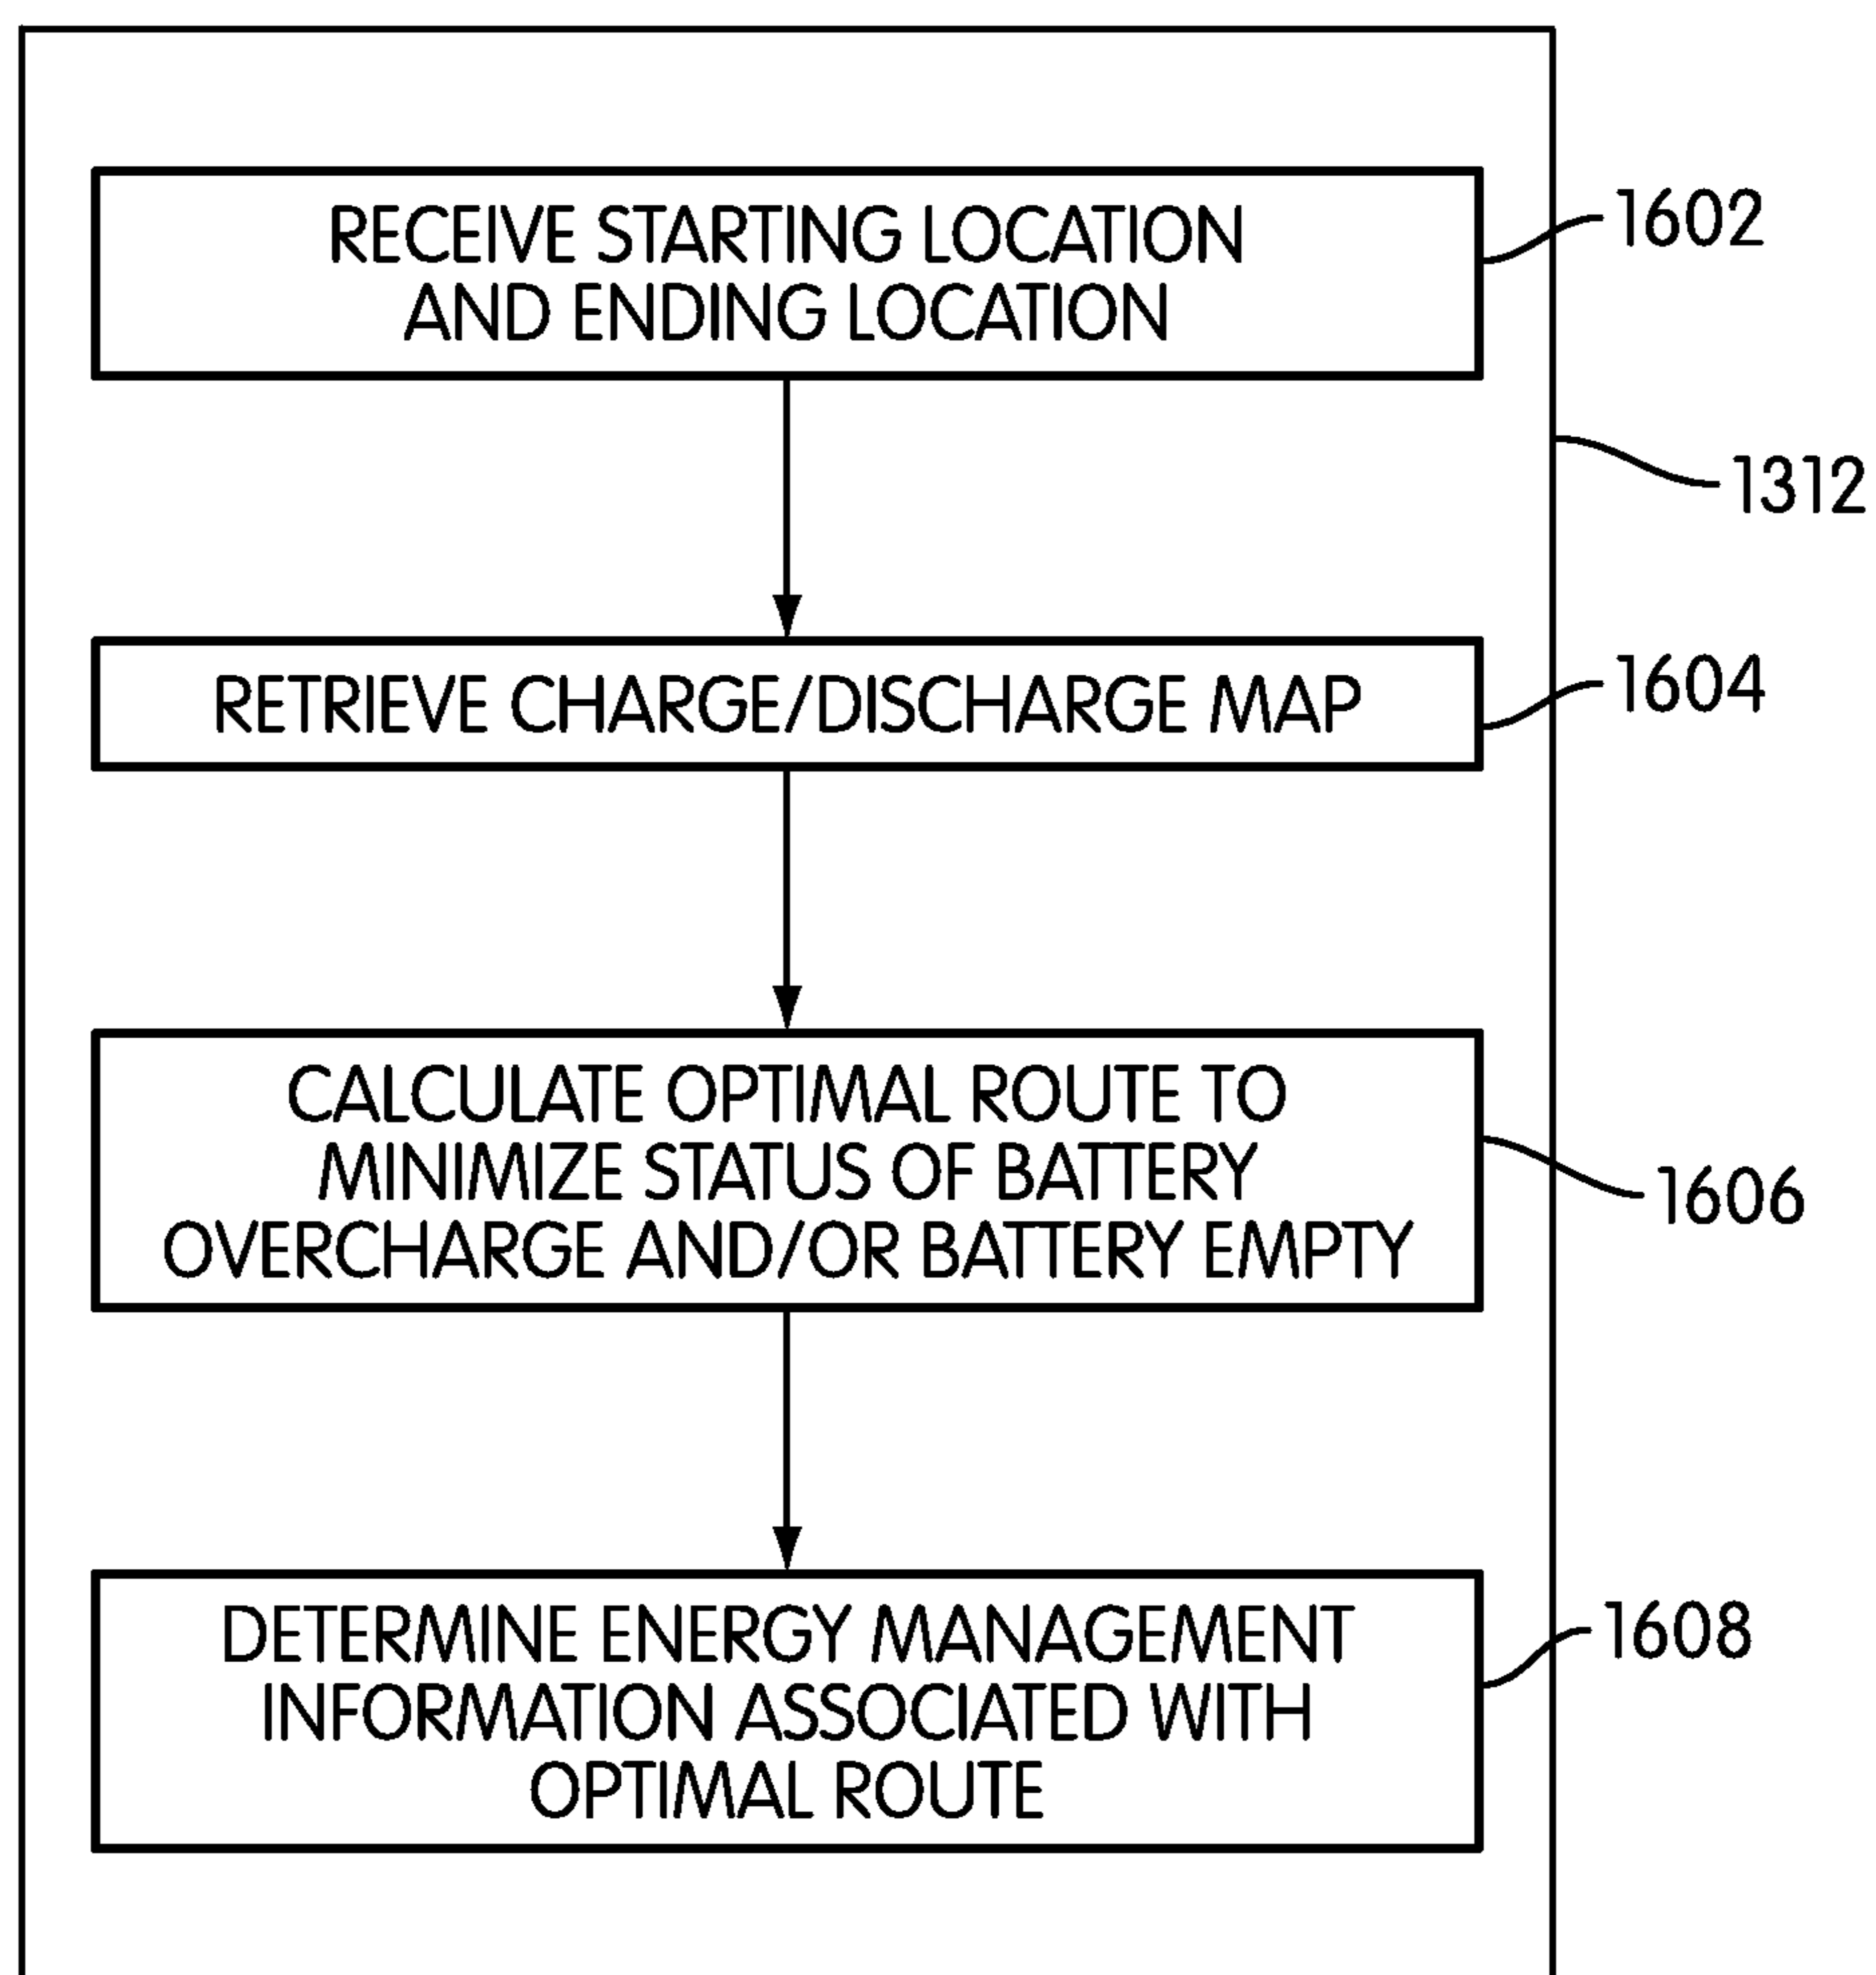 RECEIVE STARTING LOCATION
AND ENDING LOCATION
1602
1312
RETRIEVE CHARGE/DISCHARGE MAP
1604
CALCULATE OPTIMAL ROUTE TO
MINIMIZE STATUS OF BATTERY
OVERCHARGE AND/OR BATTERY EMPTY
1606
DETERMINE ENERGY MANAGEMENT
INFORMATION ASSOCIATED WITH
OPTIMAL ROUTE
1608